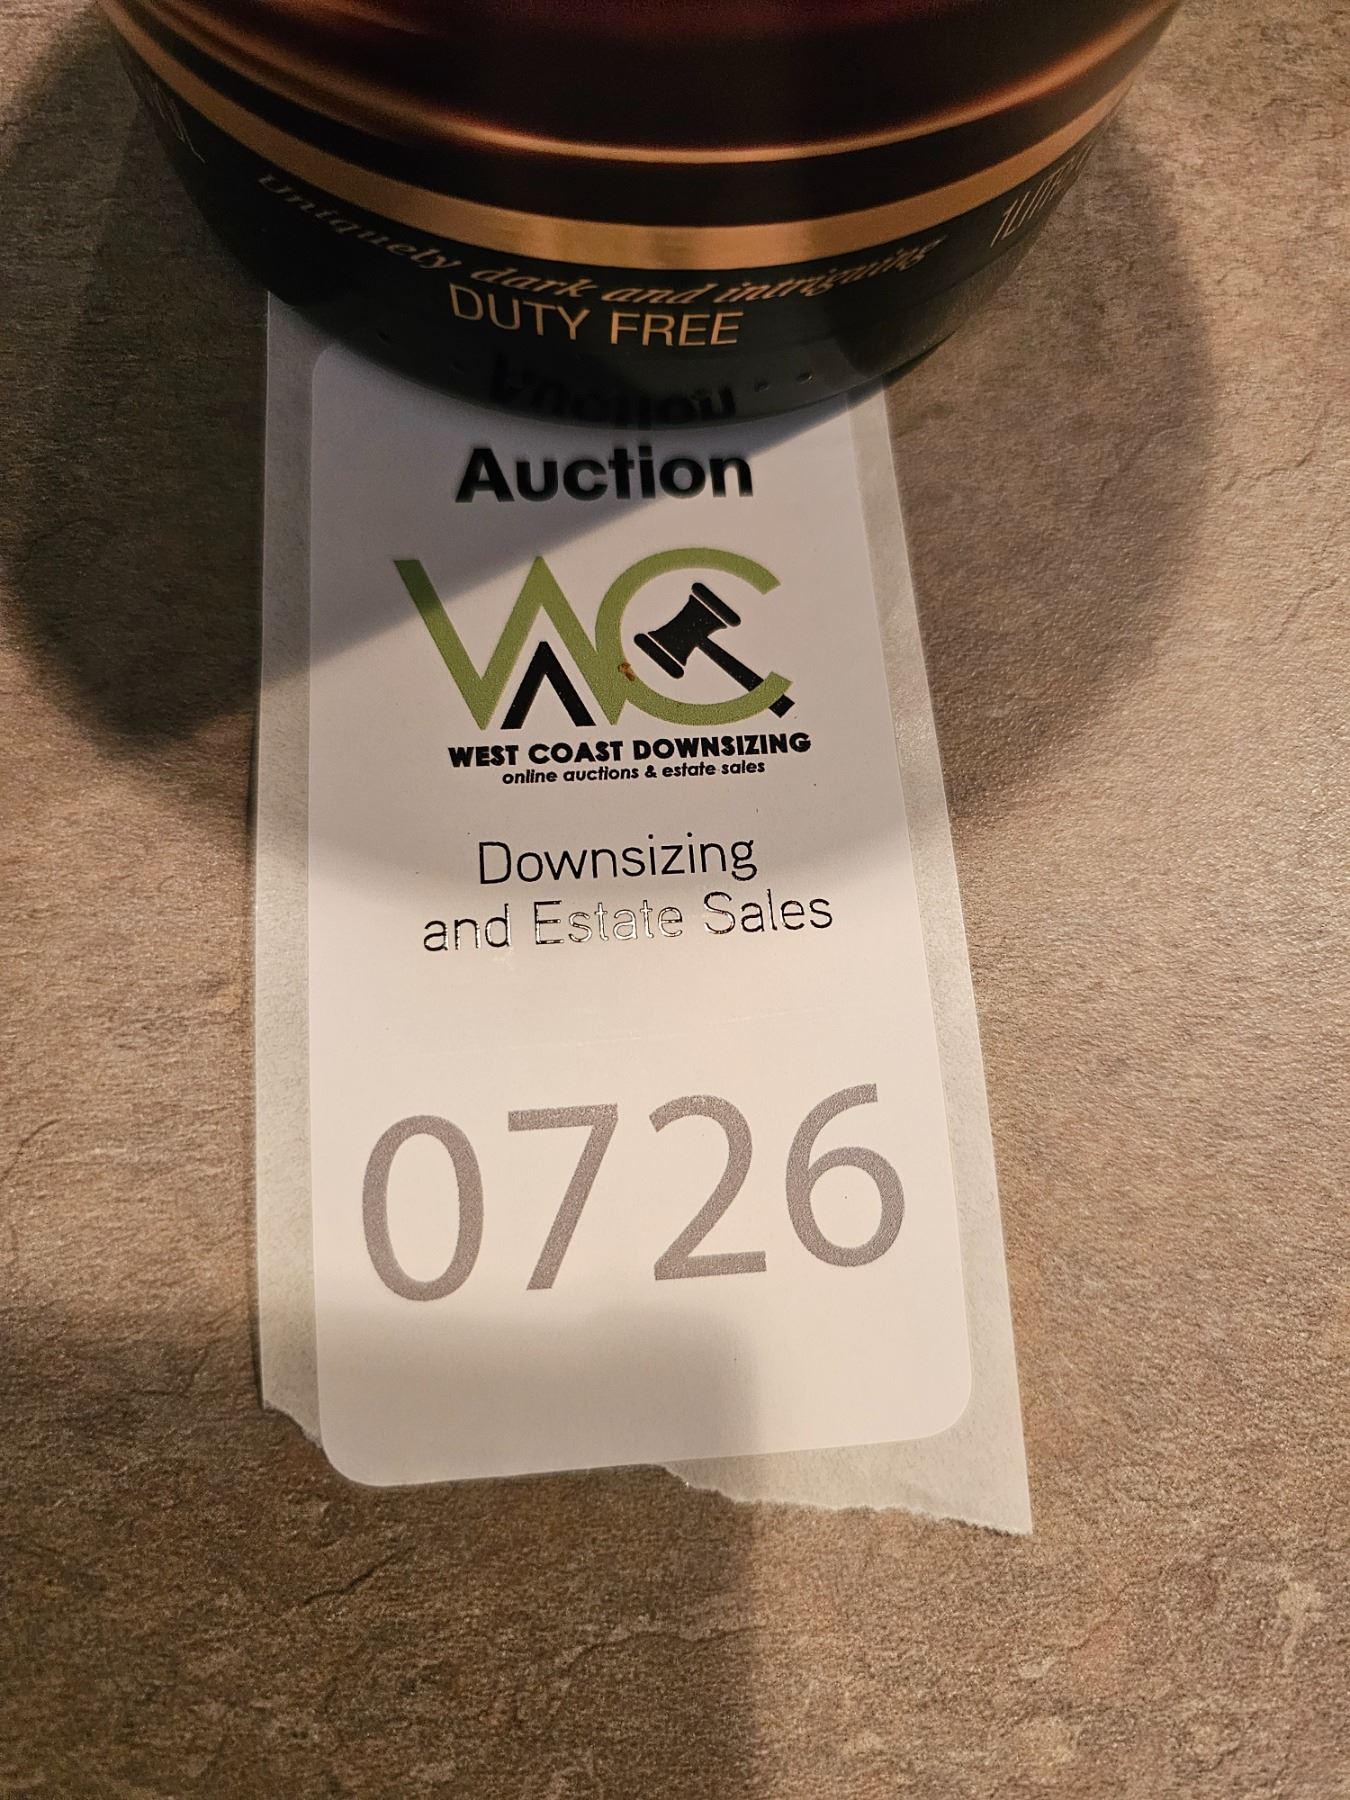 Uniquely dark and intriguing
DUTY FREE
Auction
WEST COAST DOWNSIZING
online auctions & estate sales
Downsizing
and Estate Sales
0726